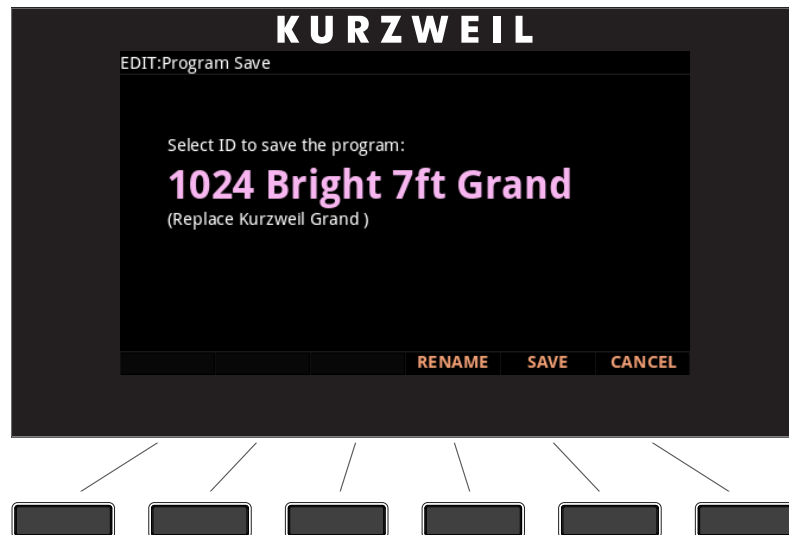 KURZWEIL
EDIT:Program Save
Select ID to save the program:
1024 Bright 7ft Grand
(Replace Kurzweil Grand )
RENAME SAVE CANCEL